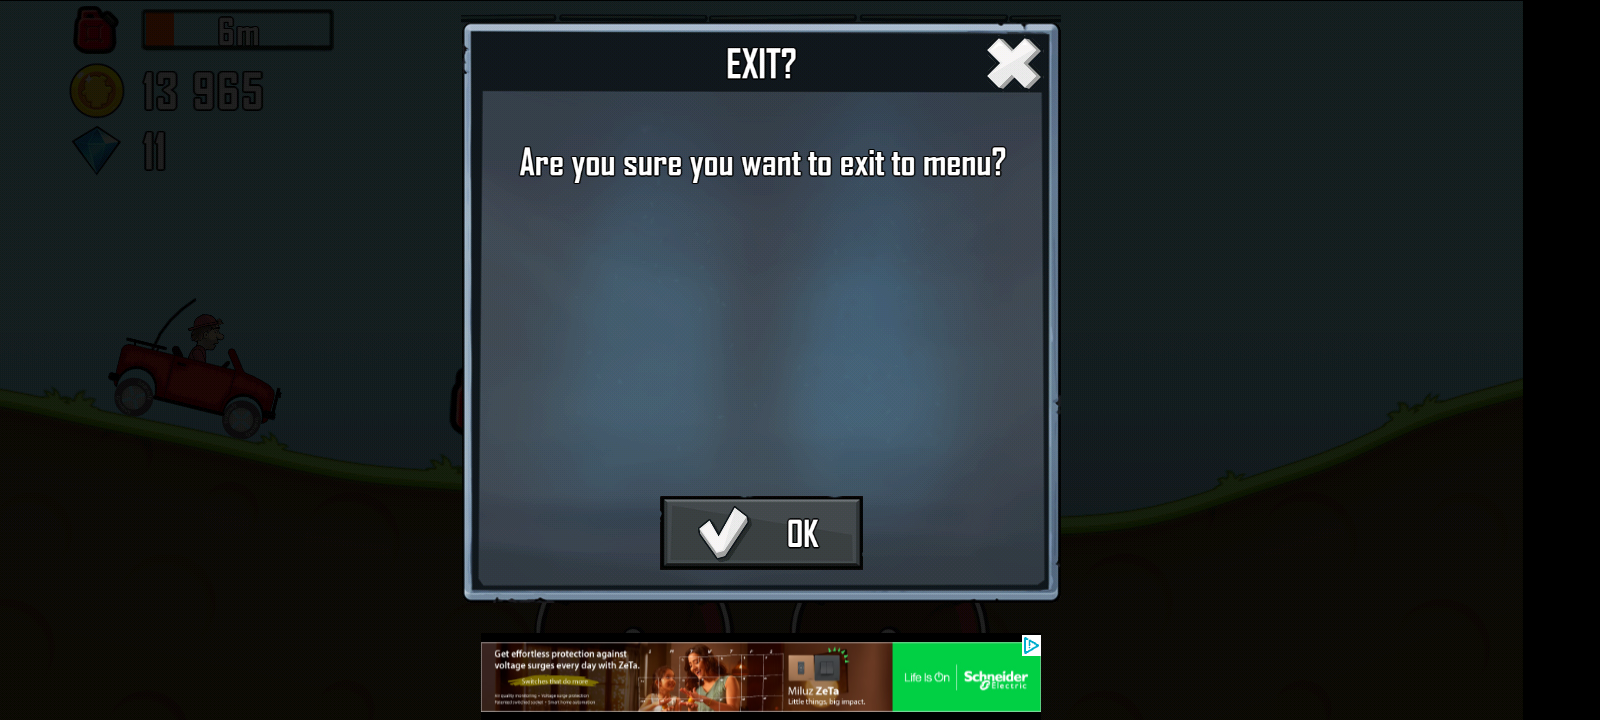 6m
13 965
11
EXIT?
Are you sure you want to exit to menu?
OK
Get effortless protection against
voltage surges every day with ZeTa.
Switches that do more
Miluz ZeTa
Little things, big impact.
Life Is On
Schneider
Electric